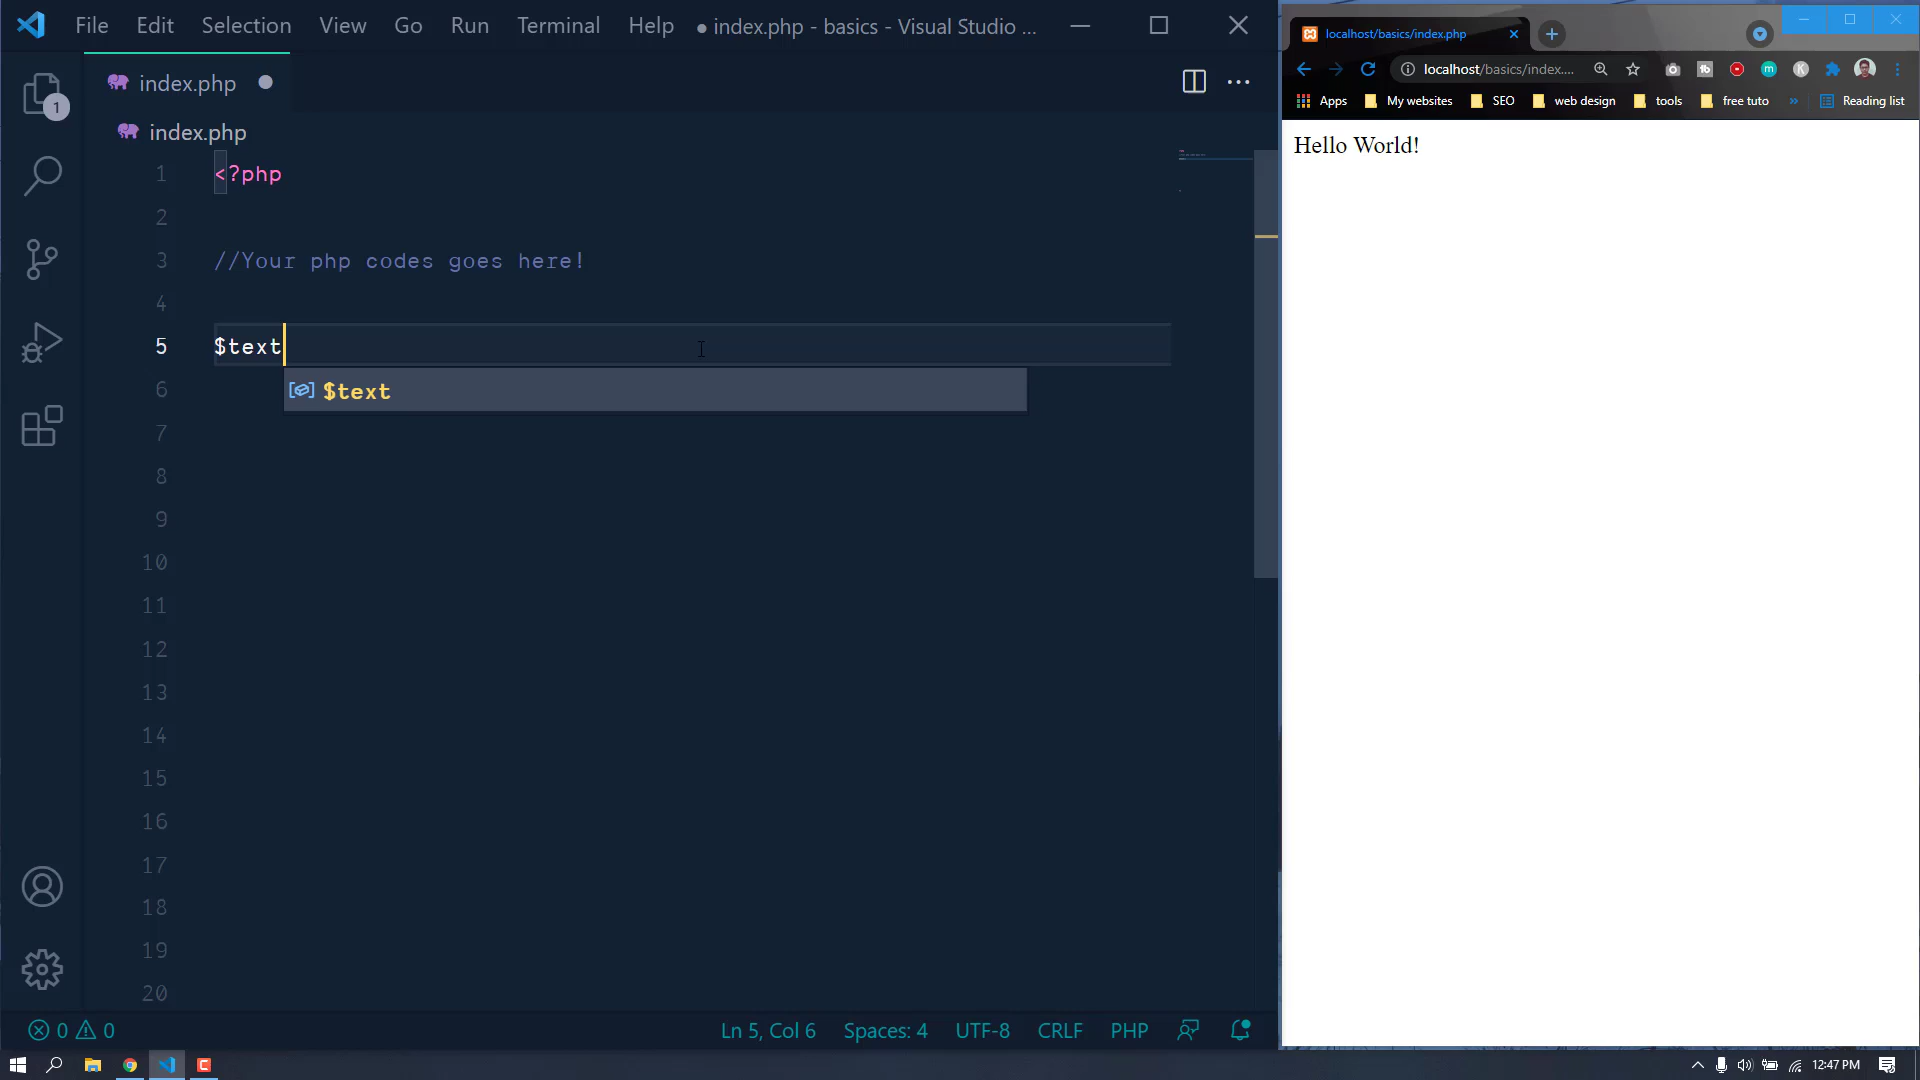 File Edit Selection View Go Run Terminal Help ● index.php - basics - Visual Studio ...
index.php
1
index.php
1 <?php
2
3 //Your php codes goes here!
4
5 $text
$text
6
7
8
9
10
11
12
13
14
15
16
17
18
19
20
0 0 Ln 5, Col 6 Spaces: 4 UTF-8 CRLF PHP
localhost/basics/index.php
localhost/basics/index....
Apps My websites SEO web design tools free tuto » Reading list
Hello World!
12:47 PM